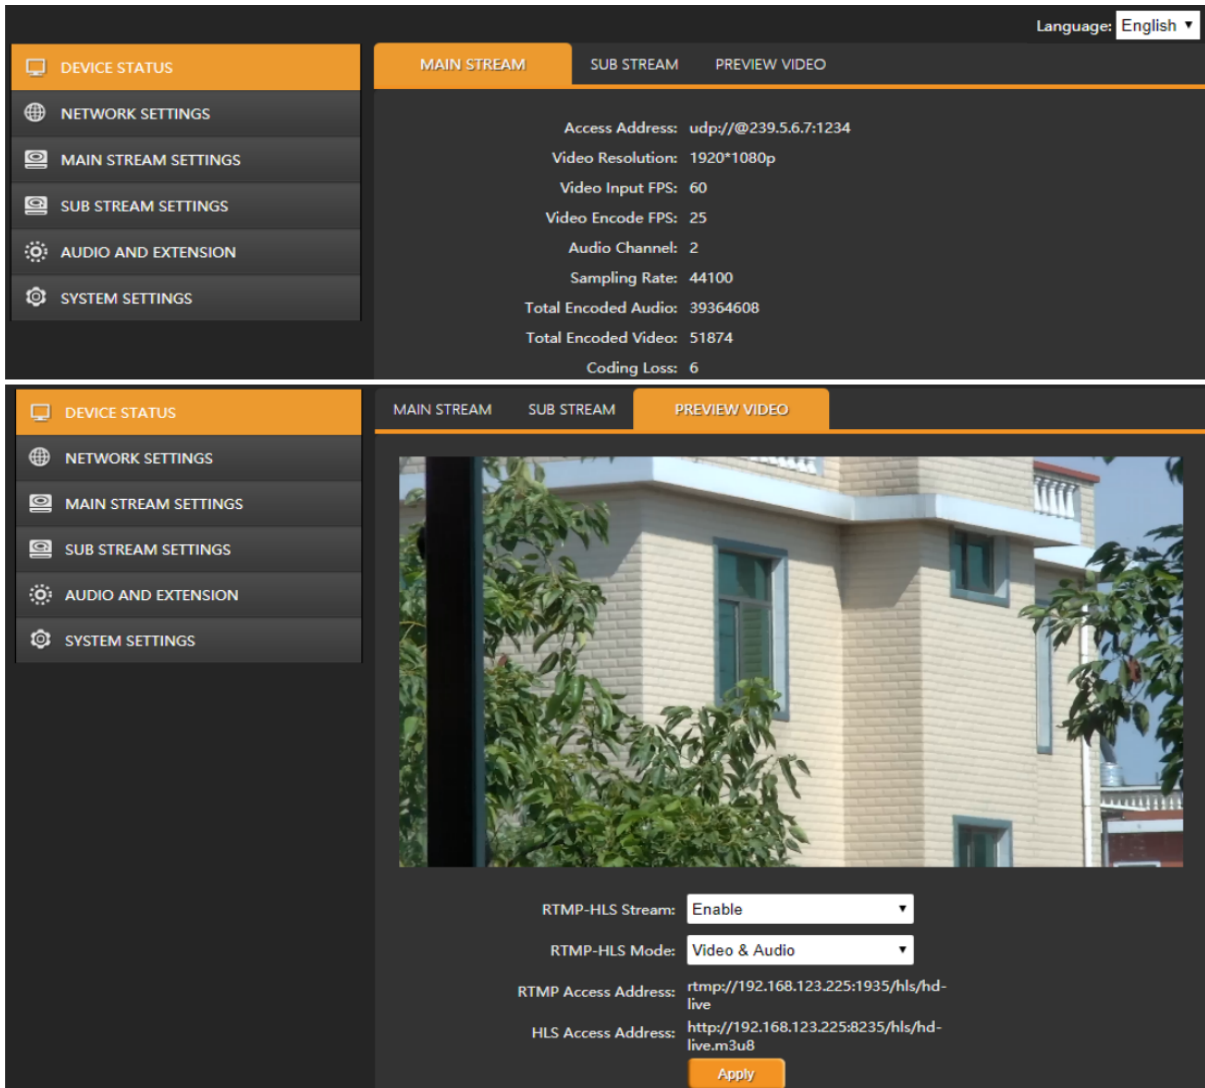 Language: English
DEVICE STATUS
NETWORK SETTINGS
MAIN STREAM SETTINGS
SUB STREAM SETTINGS
AUDIO AND EXTENSION
SYSTEM SETTINGS
MAIN STREAM SUB STREAM PREVIEW VIDEO
Access Address: udp://@239.5.6.7:1234
Video Resolution: 1920*1080p
Video Input FPS: 60
Video Encode FPS: 25
Audio Channel: 2
Sampling Rate: 44100
Total Encoded Audio: 39364608
Total Encoded Video: 51874
Coding Loss: 6
DEVICE STATUS
NETWORK SETTINGS
MAIN STREAM SETTINGS
SUB STREAM SETTINGS
AUDIO AND EXTENSION
SYSTEM SETTINGS
MAIN STREAM SUB STREAM PREVIEW VIDEO
RTMP-HLS Stream: Enable
RTMP-HLS Mode: Video & Audio
RTMP Access Address: rtmp://192.168.123.225:1935/hls/hd-
live
HLS Access Address: http://192.168.123.225:8235/hls/hd-
live.m3u8
Apply